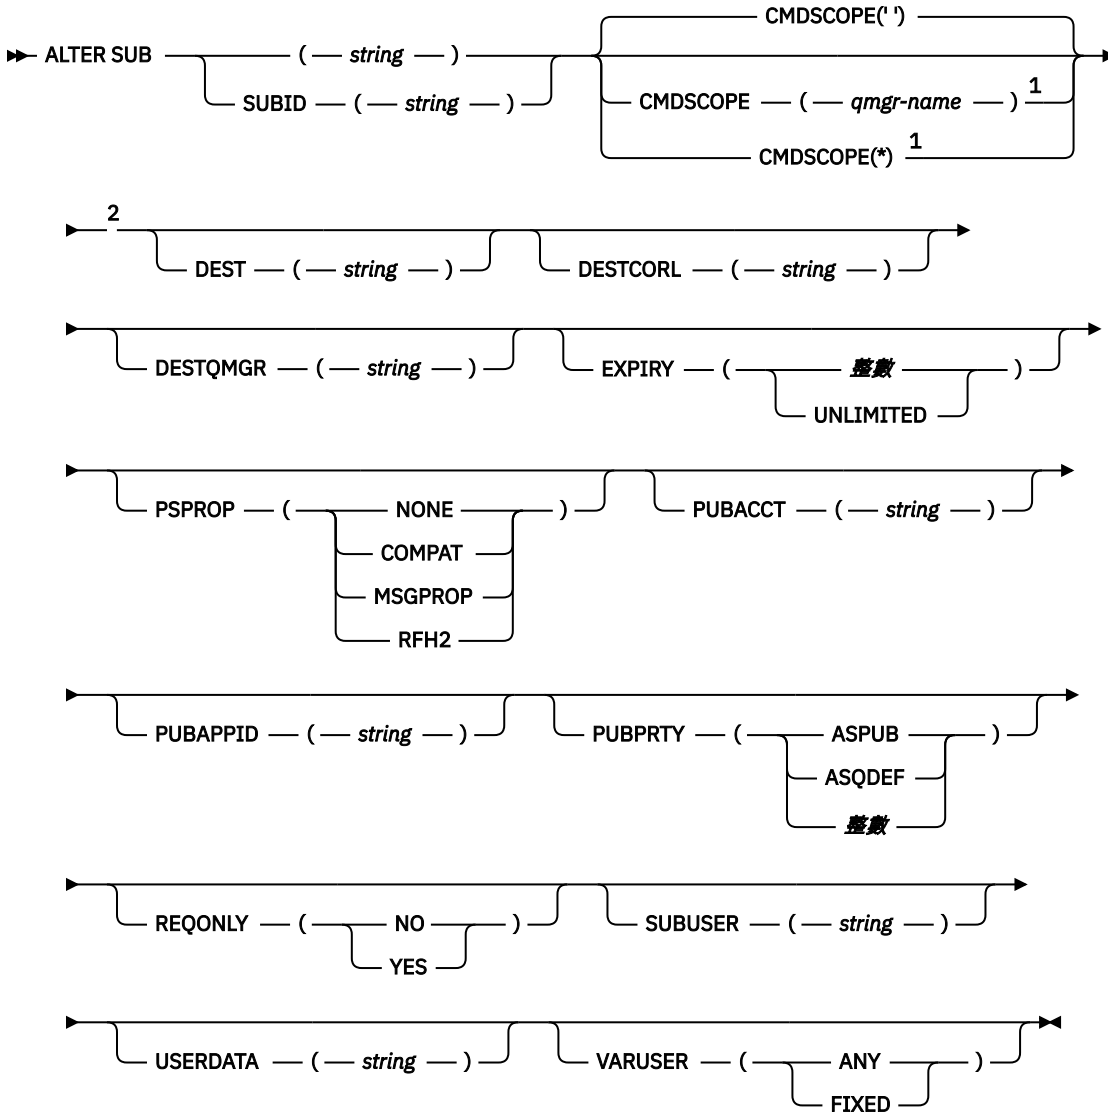 CMDSCOPE(' ')
ALTER SUB ( string )
SUBID ( string )
CMDSCOPE ( qmgr-name ) 1
CMDSCOPE(*) 1
2
DEST ( string ) DESTCORL ( string )
DESTQMGR ( string ) EXPIRY ( 整數 )
UNLIMITED
PSPROP ( NONE ) PUBACCT ( string )
COMPAT
MSGPROP
RFH2
PUBAPPID ( string ) PUBPRTY ( ASPUB )
ASQDEF
整數
REQONLY ( NO ) SUBUSER ( string )
YES
USERDATA ( string ) VARUSER ( ANY )
FIXED